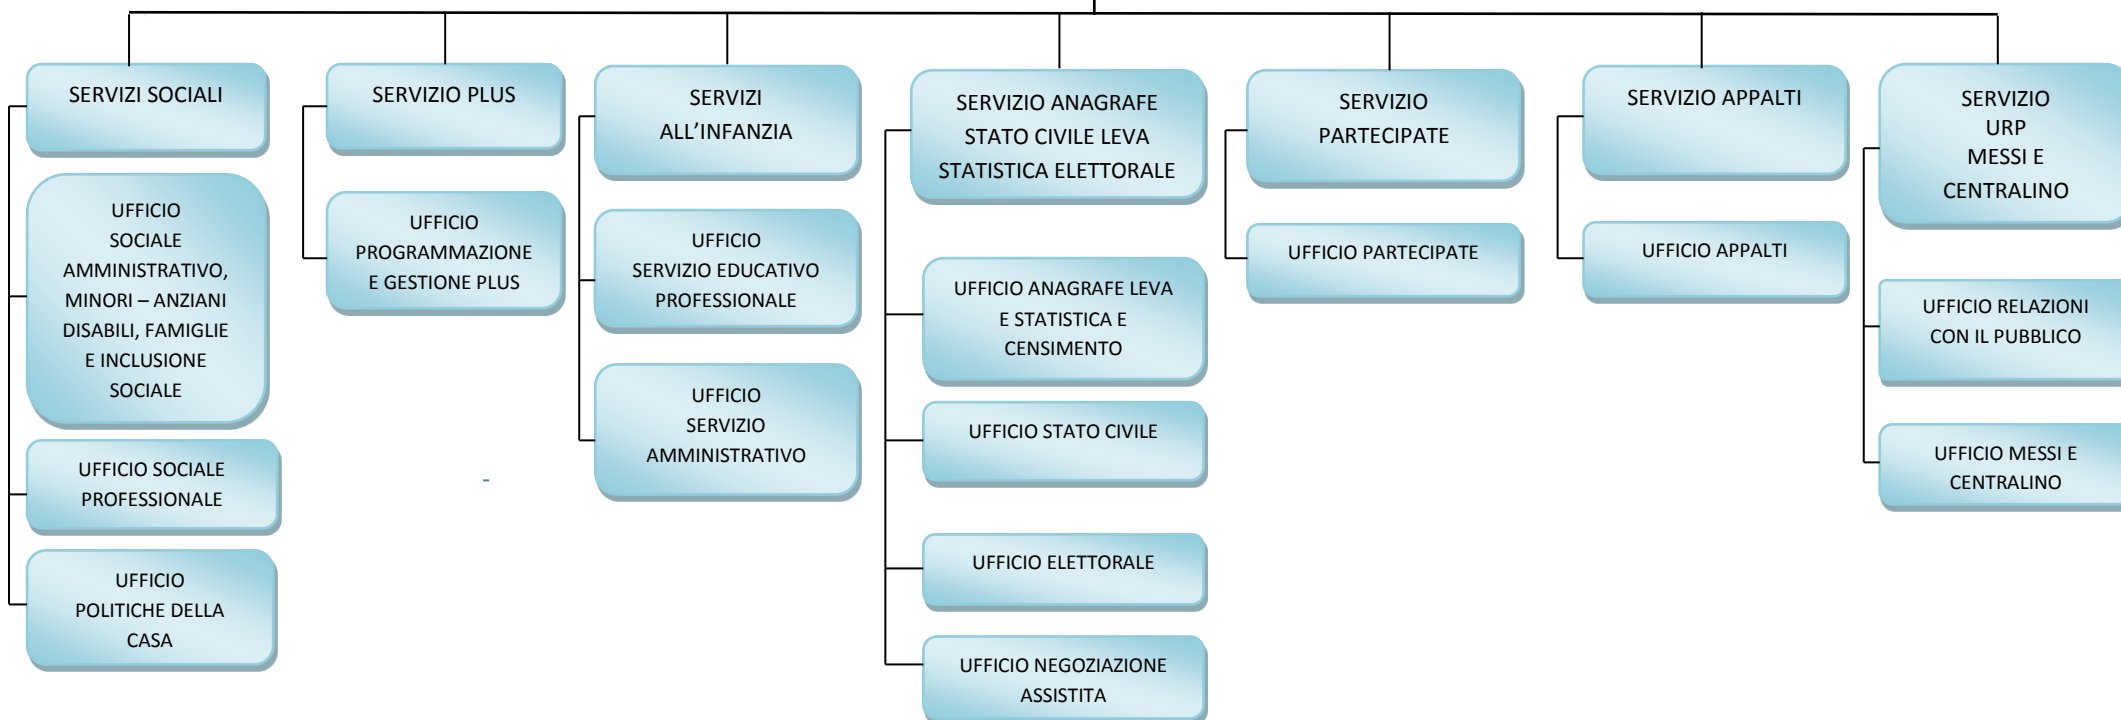 SERVIZI SOCIALI
UFFICIO
SOCIALE
AMMINISTRATIVO,
MINORI – ANZIANI
DISABILI, FAMIGLIE
E INCLUSIONE
SOCIALE
UFFICIO SOCIALE
PROFESSIONALE
UFFICIO
POLITICHE DELLA
CASA
SERVIZIO PLUS
UFFICIO
PROGRAMMAZIONE
E GESTIONE PLUS
-
SERVIZI
ALL’INFANZIA
UFFICIO
SERVIZIO EDUCATIVO
PROFESSIONALE
UFFICIO
SERVIZIO
AMMINISTRATIVO
SERVIZIO ANAGRAFE
STATO CIVILE LEVA
STATISTICA ELETTORALE
UFFICIO ANAGRAFE LEVA
E STATISTICA E
CENSIMENTO
UFFICIO STATO CIVILE
UFFICIO ELETTORALE
UFFICIO NEGOZIAZIONE
ASSISTITA
SERVIZIO
PARTECIPATE
UFFICIO PARTECIPATE
SERVIZIO APPALTI
UFFICIO APPALTI
SERVIZIO
URP
MESSI E
CENTRALINO
UFFICIO RELAZIONI
CON IL PUBBLICO
UFFICIO MESSI E
CENTRALINO